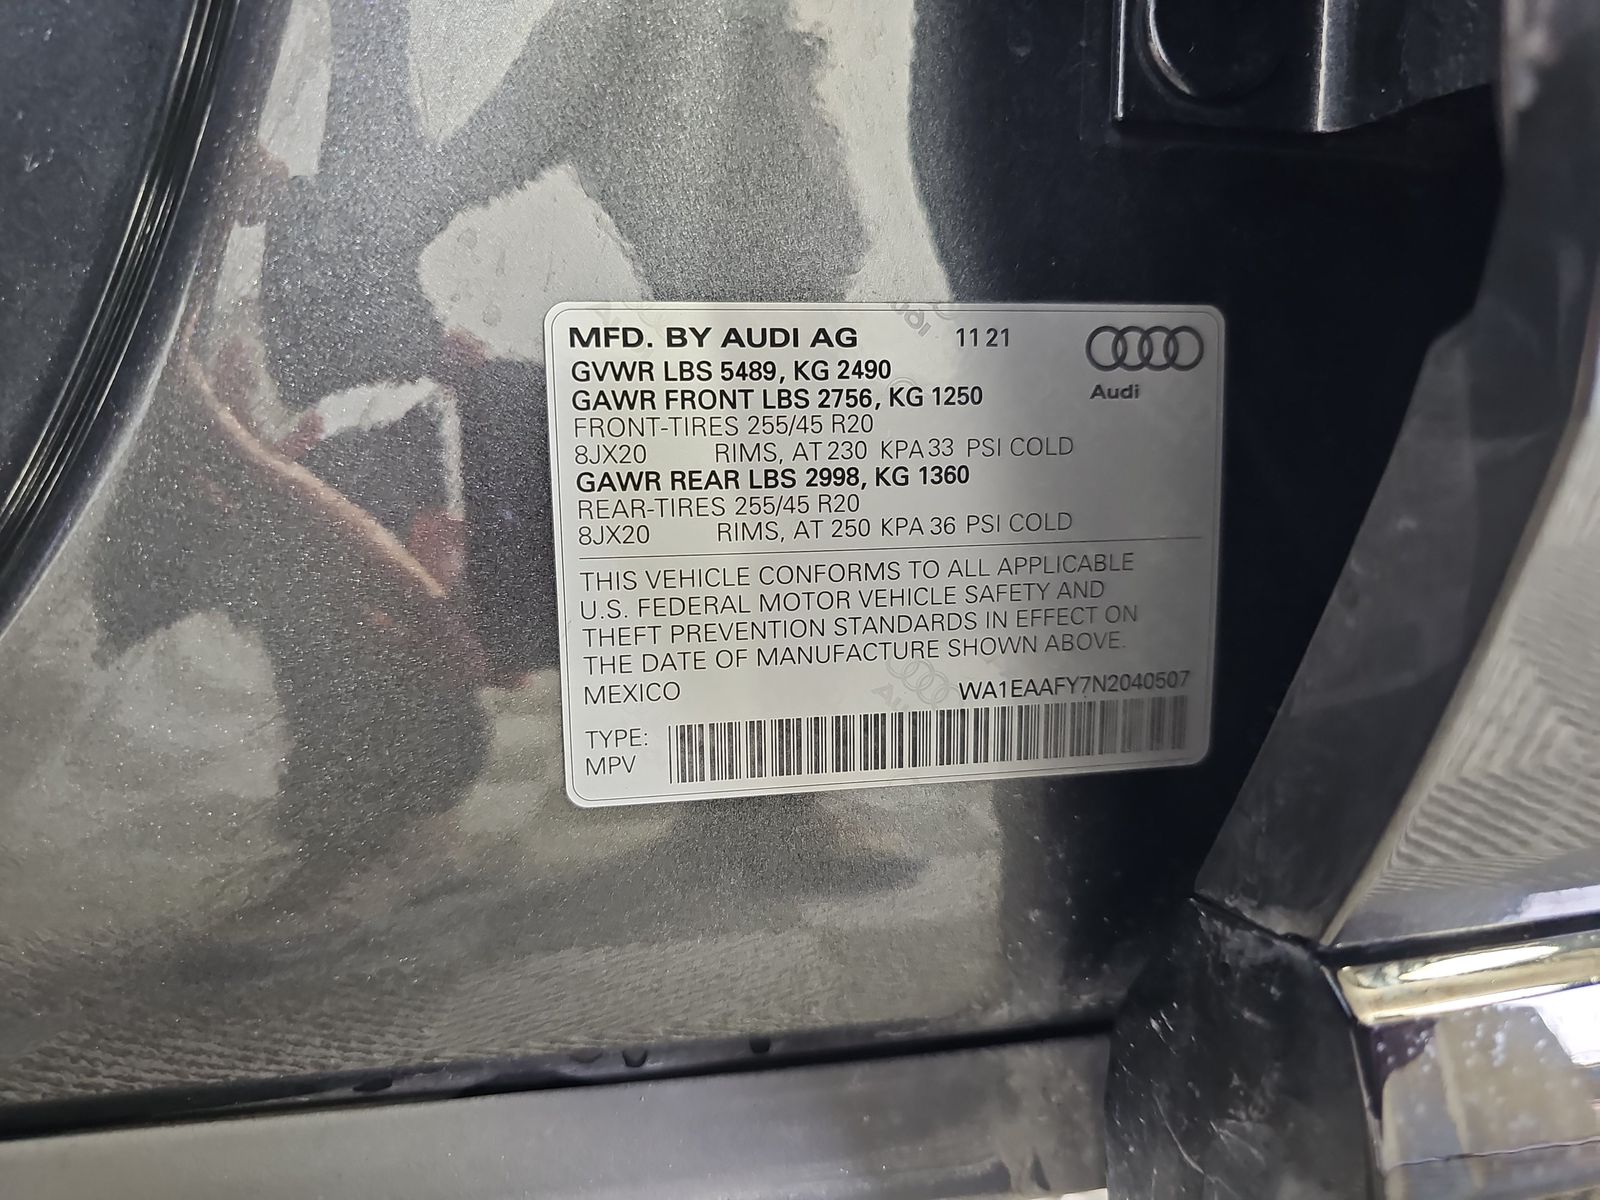 MFD. BY AUDI AG 11 21
GVWR LBS 5489, KG 2490
Audi
GAWR FRONT LBS 2756, KG 1250
FRONT-TIRES 255/45 R20
8JX20 RIMS, AT 230 KPA 33 PSI COLD
GAWR REAR LBS 2998, KG 1360
REAR-TIRES 255/45 R20
8JX20 RIMS, AT 250 KPA 36 PSI COLD
THIS VEHICLE CONFORMS TO ALL APPLICABLE
U.S. FEDERAL MOTOR VEHICLE SAFETY AND
THEFT PREVENTION STANDARDS IN EFFECT ON
THE DATE OF MANUFACTURE SHOWN ABOVE.
MEXICO WA1EAAFY7N2040507
TYPE:
MPV